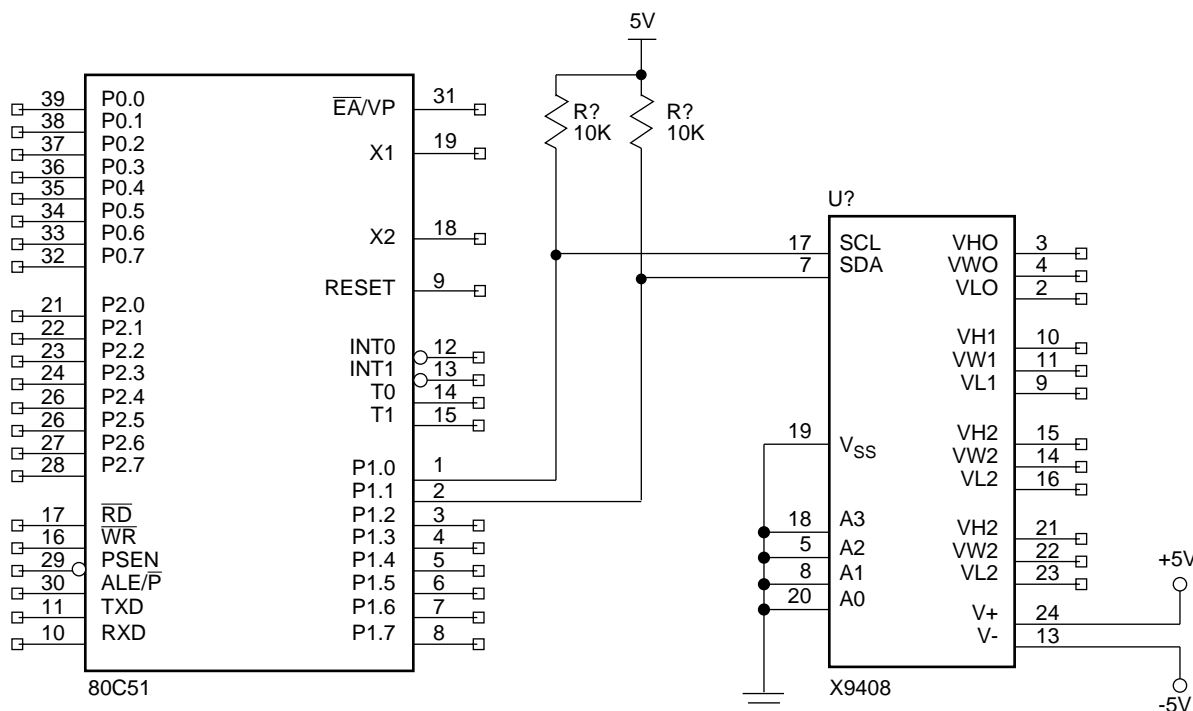 5V
39 P0.0
38 P0.1
37 P0.2
36 P0.3
35 P0.4
34 P0.5
33 P0.6
32 P0.7
21 P2.0
22 P2.1
23 P2.2
24 P2.3
26 P2.4
26 P2.5
27 P2.6
28 P2.7
17 RD
16 WR
29 PSEN
30 ALE/P
11 TXD
10 RXD
EA/VP 31
X1 19
X2 18
RESET 9
INT0 12
INT1 13
T0 14
T1 15
P1.0 1
P1.1 2
P1.2 3
P1.3 4
P1.4 5
P1.5 6
P1.6 7
P1.7 8
80C51
R?
10K
R?
10K
U?
17 SCL
7 SDA
19 VSS
18 A3
5 A2
8 A1
20 A0
VHO 3
VWO 4
VLO 2
VH1 10
VW1 11
VL1 9
VH2 15
VW2 14
VL2 16
VH2 21
VW2 22
VL2 23
V+ 24
V- 13
X9408
+5V
-5V